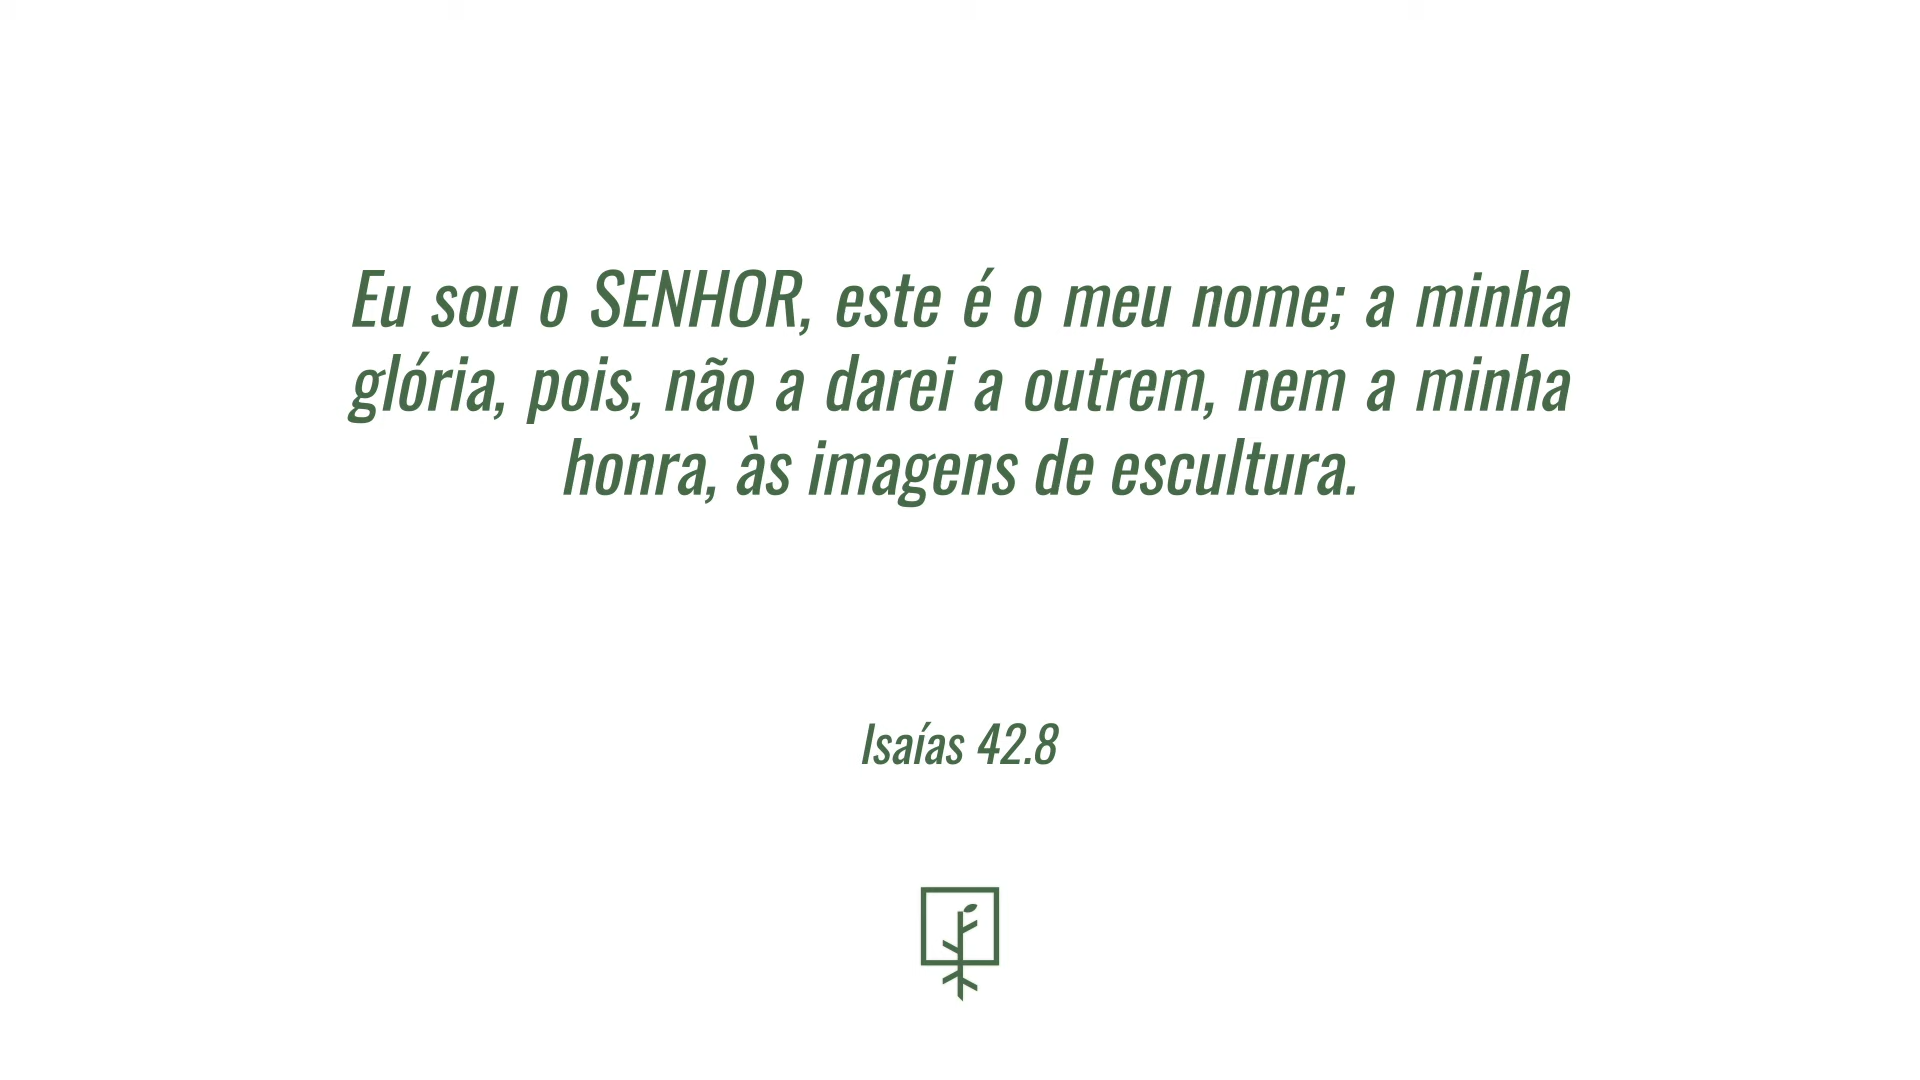 Eu sou o SENHOR, este é o meu nome; a minha
glória, pois, não a darei a outrem, nem a minha
honra, às imagens de escultura.
Isaías 42.8